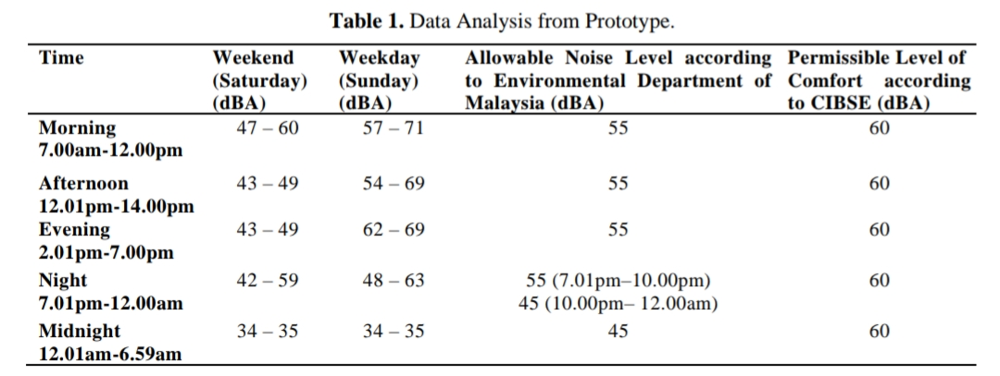 Table 1. Data Analysis from Prototype.
Time Weekend Weekday Allowable Noise Level according Permissible Level of
(Saturday) (Sunday) to Environmental Department of Comfort according
(dBA) (dBA) Malaysia (dBA) to CIBSE (dBA)
Morning 47 – 60 57 – 71 55 60
7.00am-12.00pm
Afternoon 43 – 49 54 – 69 55 60
12.01pm-14.00pm
Evening 43 – 49 62 – 69 55 60
2.01pm-7.00pm
Night 42 – 59 48 – 63 55 (7.01pm–10.00pm) 60
7.01pm-12.00am 45 (10.00pm– 12.00am)
Midnight 34 – 35 34 – 35 45 60
12.01am-6.59am